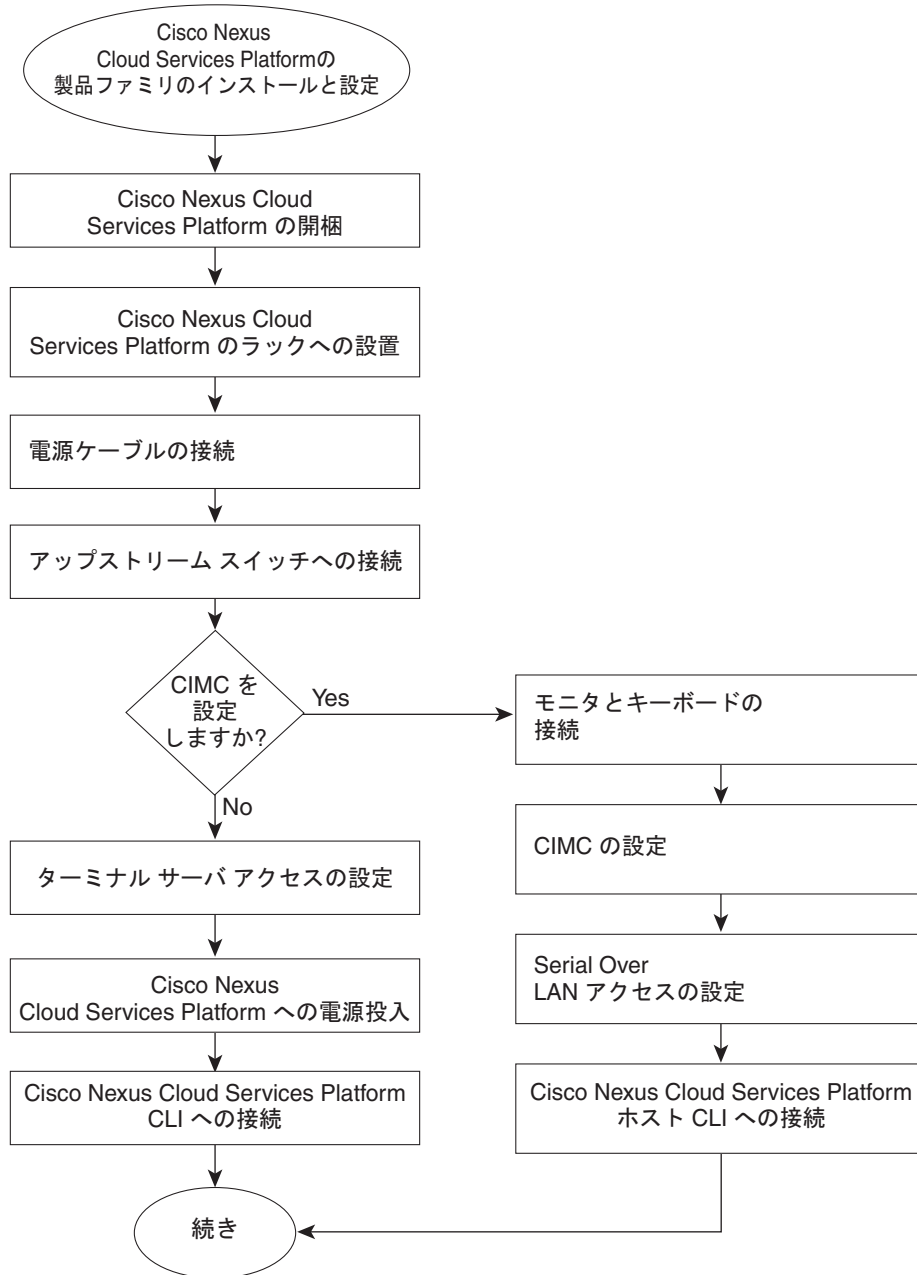 Cisco Nexus
Cloud Services Platformの
製品ファミリのインストールと設定
Cisco Nexus Cloud
Services Platform の開梱
Cisco Nexus Cloud
Services Platform のラックへの設置
電源ケーブルの接続
アップストリーム スイッチへの接続
CIMC を
設定
しますか?
Yes
No
モニタとキーボードの
接続
CIMC の設定
Serial Over
LAN アクセスの設定
Cisco Nexus Cloud Services Platform
ホスト CLI への接続
ターミナル サーバ アクセスの設定
Cisco Nexus
Cloud Services Platform への電源投入
Cisco Nexus Cloud Services Platform
CLI への接続
続き